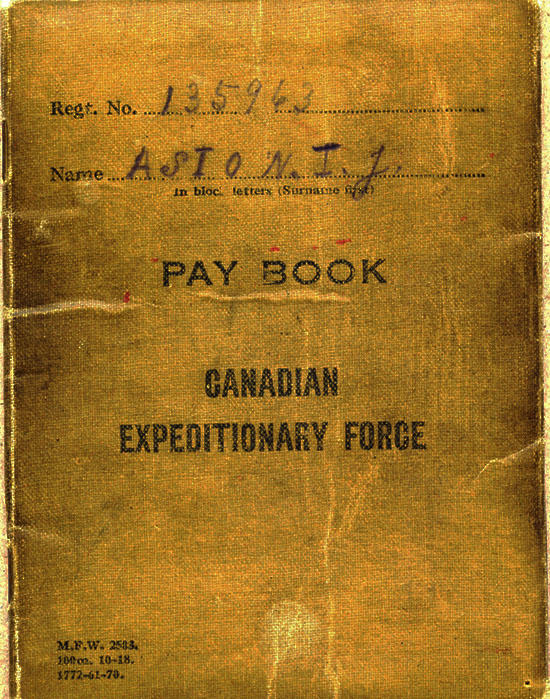 Regt. No. 135963
Name ASTON. I. J.
in block letters (Surname first)
PAY BOOK
CANADIAN
EXPEDITIONARY FORCE
M.F.W. 2583.
100m. 10-18.
1772-61-70.